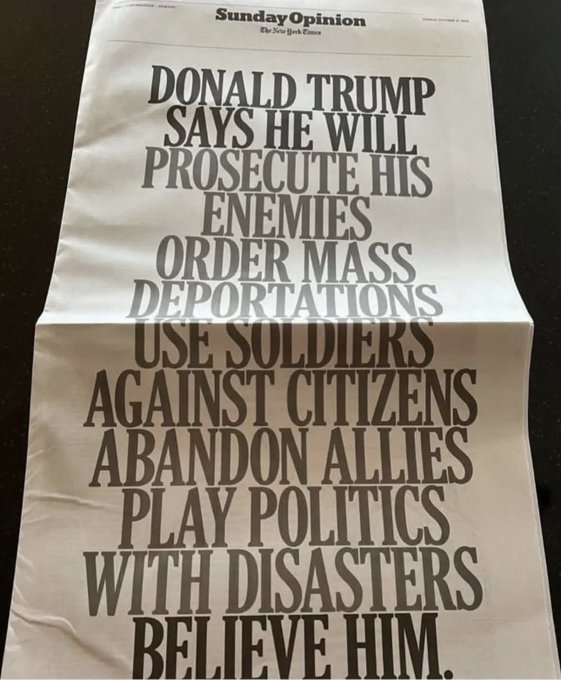 Sunday Opinion
The New York Times
DONALD TRUMP
SAYS HE WILL
PROSECUTE HIS
ENEMIES
ORDER MASS
DEPORTATIONS
USE SOLDIERS
AGAINST CITIZENS
ABANDON ALLIES
PLAY POLITICS
WITH DISASTERS
BELIEVE HIM.